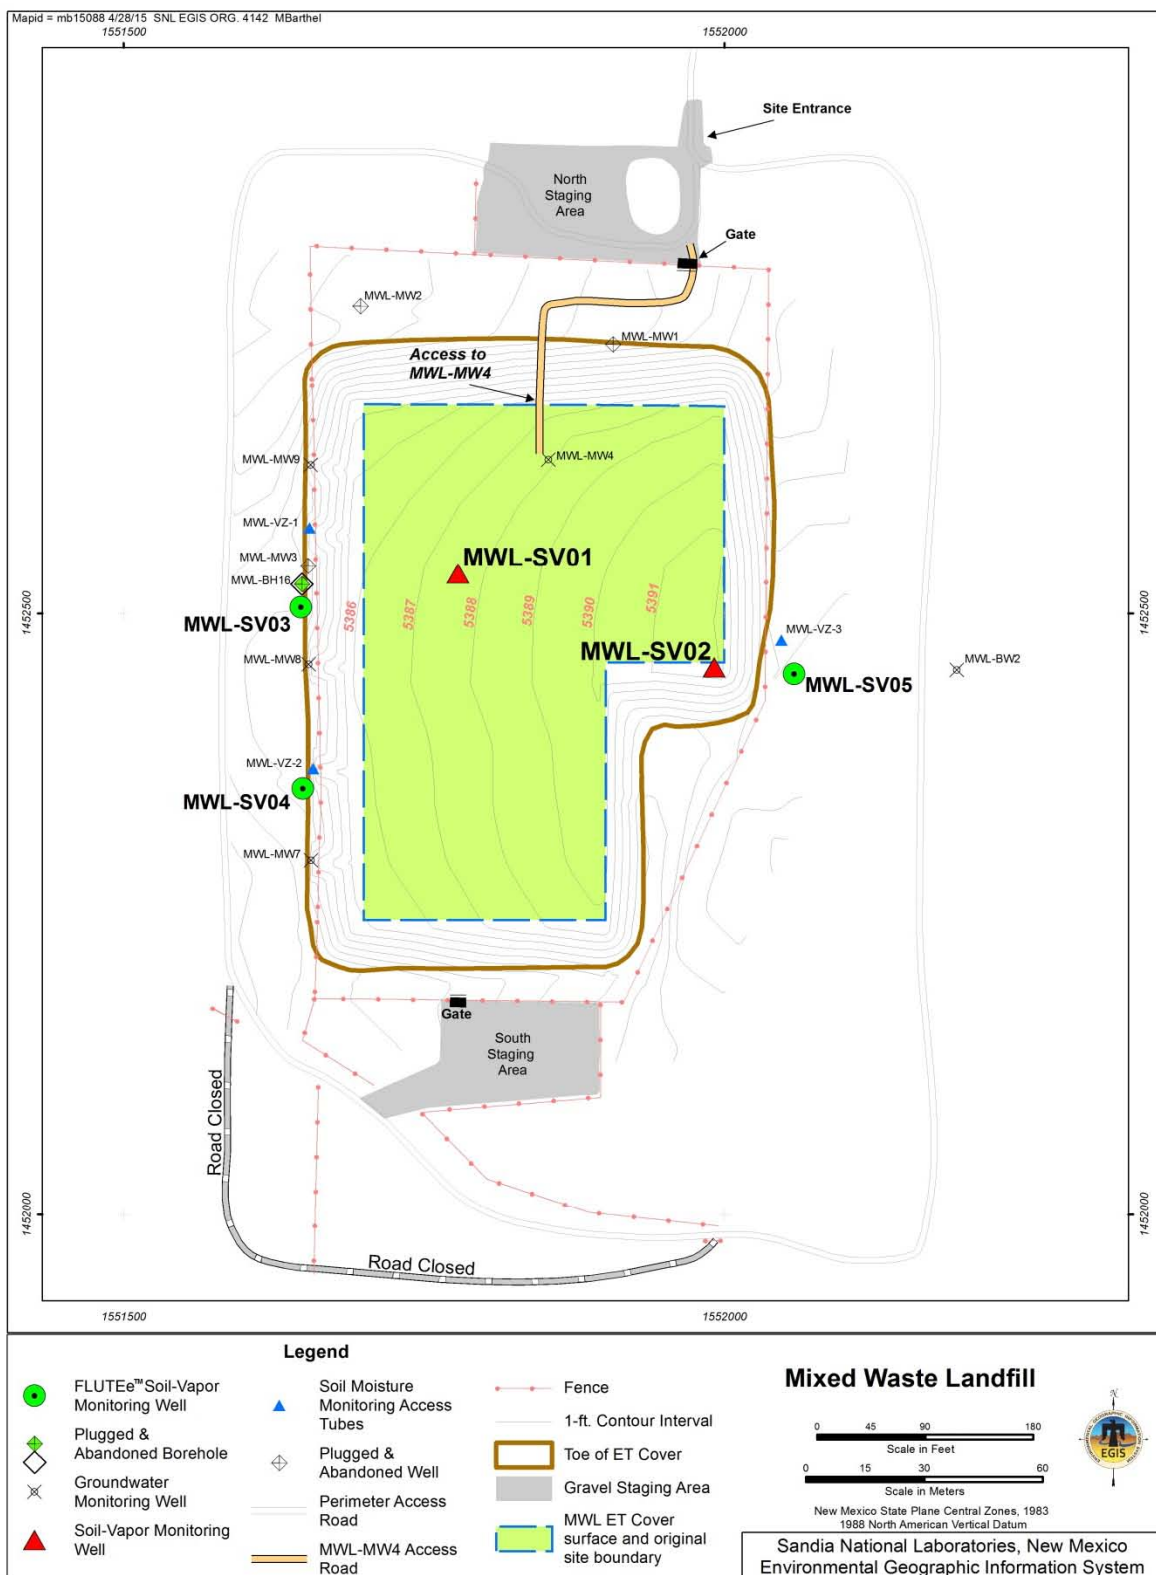 Mapid = mb15088 4/28/15 SNL EGIS ORG. 4142 MBarthel
1551500
1552000
Site Entrance
North
Staging
Area
Gate
MWL-MW2
MWL-MW1
Access to
MWL-MW4
MWL-MW9
MWL-MW4
MWL-VZ-1
MWL-SV01
MWL-MW3
MWL-BH16
5386
5387
5388
5389
5390
5391
1452500
1452500
MWL-SV03
MWL-VZ-3
MWL-SV02
MWL-MW8
MWL-BW2
MWL-SV05
MWL-VZ-2
MWL-SV04
MWL-MW7
Gate
South
Staging
Area
Road Closed
1452000
1452000
Road Closed
1551500
1552000
Legend
FLUTEe™Soil-Vapor
Monitoring Well
Plugged &
Abandoned Borehole
Groundwater
Monitoring Well
Soil-Vapor Monitoring
Well
Soil Moisture
Monitoring Access
Tubes
Plugged &
Abandoned Well
Perimeter Access
Road
MWL-MW4 Access
Road
Fence
1-ft. Contour Interval
Toe of ET Cover
Gravel Staging Area
MWL ET Cover
surface and original
site boundary
Mixed Waste Landfill
0 45 90 180
Scale in Feet
0 15 30 60
Scale in Meters
N
EGIS
New Mexico State Plane Central Zones, 1983
1988 North American Vertical Datum
Sandia National Laboratories, New Mexico
Environmental Geographic Information System